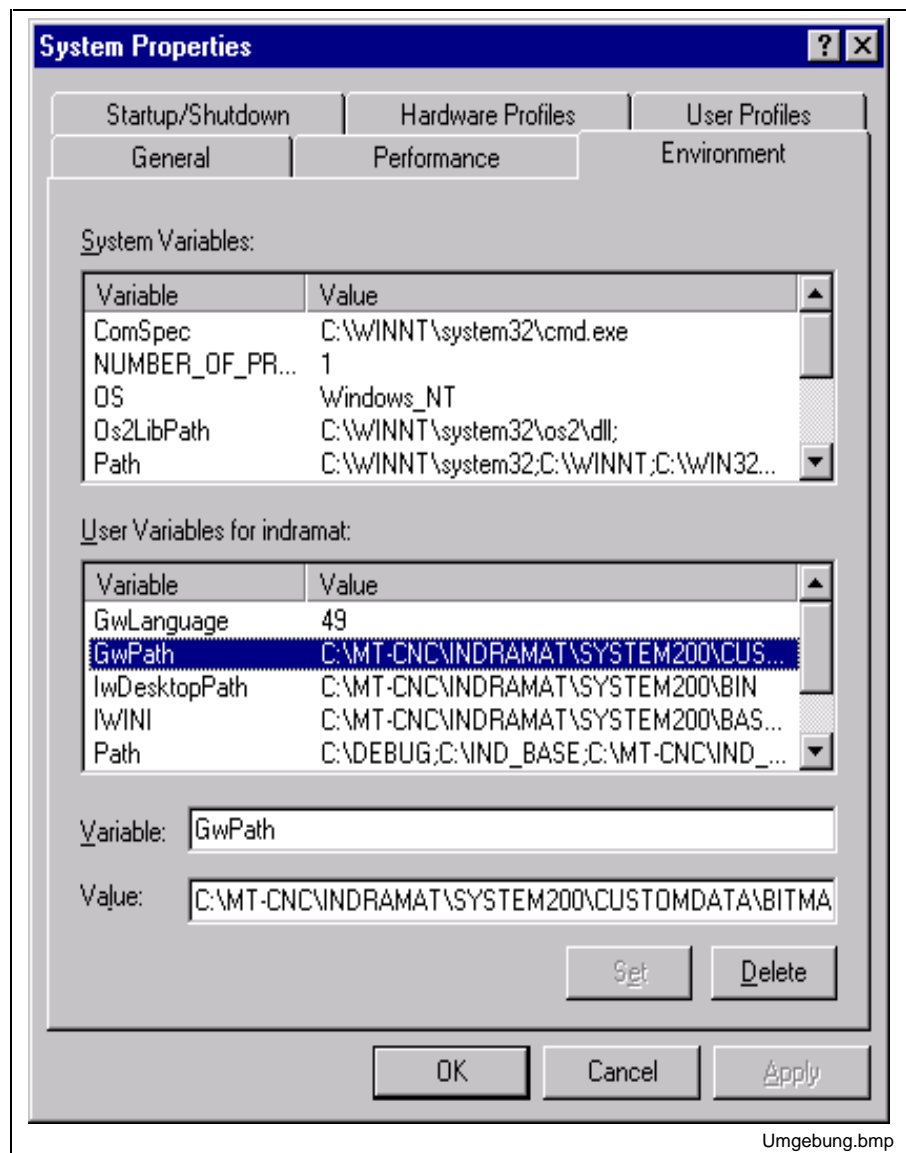 System Properties ? ×
Startup/Shutdown Hardware Profiles User Profiles
General Performance Environment
System Variables:
Variable Value
ComSpec C:\WINNT\system32\cmd.exe
NUMBER_OF_PR... 1
OS Windows_NT
Os2LibPath C:\WINNT\system32\os2\dll;
Path C:\WINNT\system32;C:\WINNT;C:\WIN32...
User Variables for indramat:
Variable Value
GwLanguage 49
GwPath C:\MT-CNC\INDRAMAT\SYSTEM200\CUS...
IwDesktopPath C:\MT-CNC\INDRAMAT\SYSTEM200\BIN
IWINI C:\MT-CNC\INDRAMAT\SYSTEM200\BAS...
Path C:\DEBUG;C:\IND_BASE;C:\MT-CNC\IND_...
Variable: GwPath
Value: C:\MT-CNC\INDRAMAT\SYSTEM200\CUSTOMDATA\BITMA
Set Delete
OK Cancel Apply
Umgebung.bmp